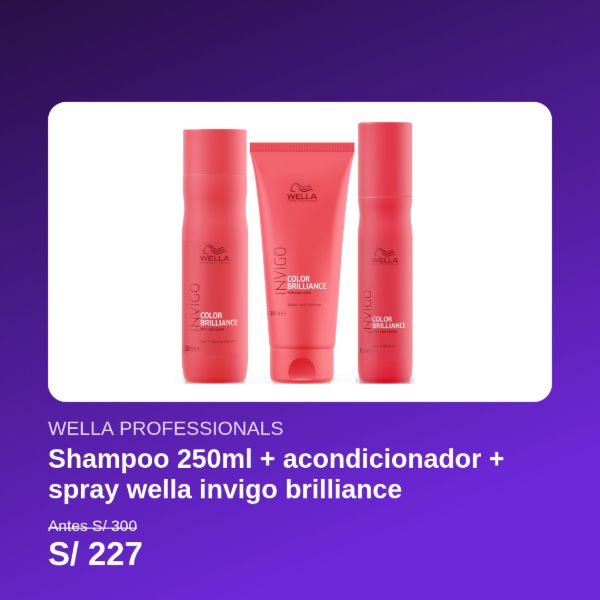 WELLA
INVIGO
COLOR
BRILLIANCE
WELLA
INVIGO
COLOR
BRILLIANCE
WELLA
INVIGO
COLOR
BRILLIANCE
WELLA PROFESSIONALS
Shampoo 250ml + acondicionador +
spray wella invigo brilliance
Antes S/ 300
S/ 227